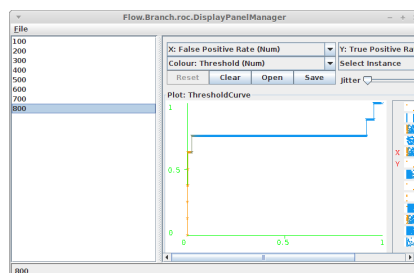 Flow.Branch.roc.DisplayPanelManager
File
100
200
300
400
500
600
700
800
X: False Positive Rate (Num)
Y: True Positive Ra
Colour: Threshold (Num)
Select Instance
Reset Clear Open Save Jitter
Plot: ThresholdCurve
1
0.5
0
0 0.5 1
X
Y
800